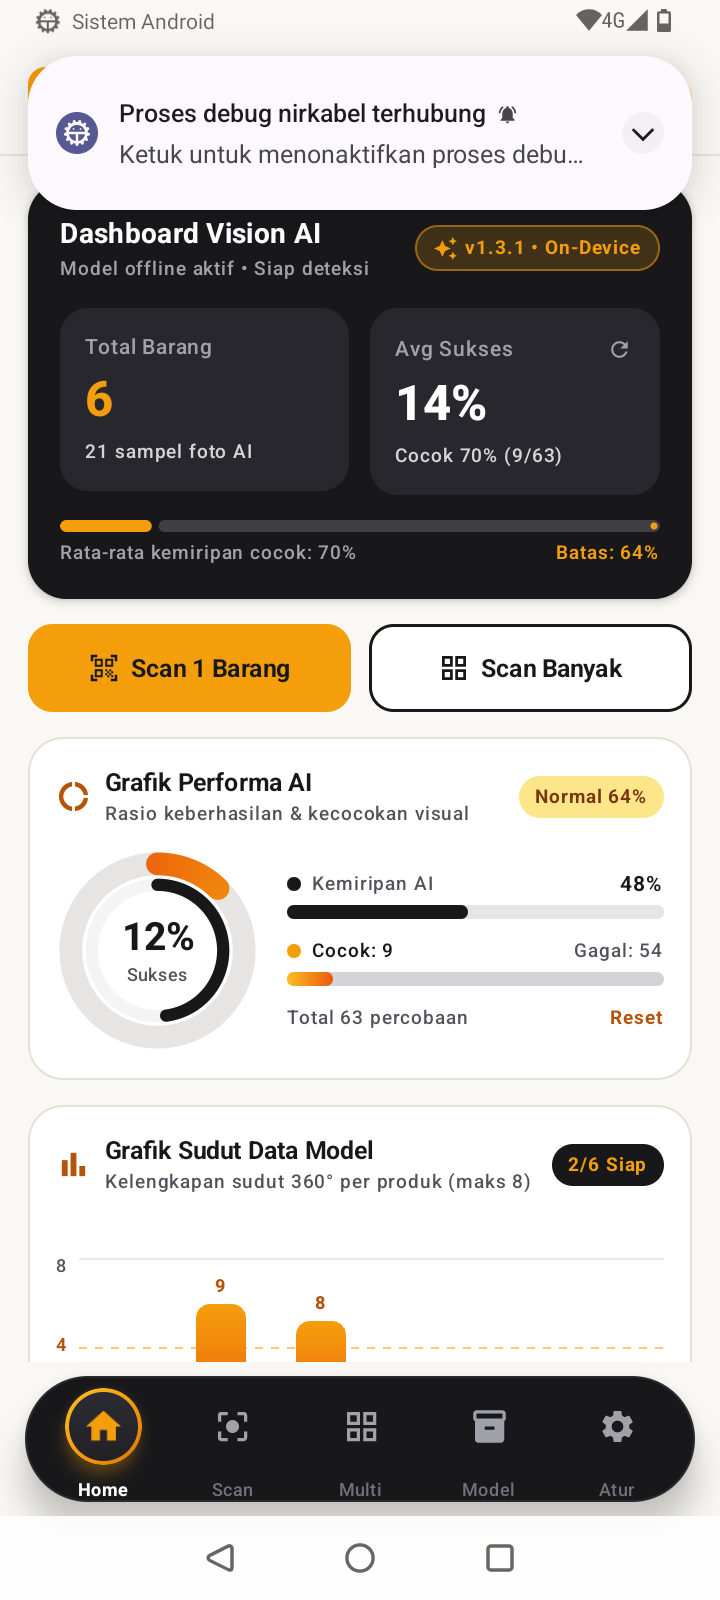 Sistem Android
4G
Proses debug nirkabel terhubung
Ketuk untuk menonaktifkan proses debu...
Dashboard Vision AI
Model offline aktif • Siap deteksi
v1.3.1 • On-Device
Total Barang
6
21 sampel foto AI
Avg Sukses
14%
Cocok 70% (9/63)
Rata-rata kemiripan cocok: 70%
Batas: 64%
Scan 1 Barang
Scan Banyak
Grafik Performa AI
Rasio keberhasilan & kecocokan visual
Normal 64%
12%
Sukses
Kemiripan AI
48%
Cocok: 9
Gagal: 54
Total 63 percobaan
Reset
Grafik Sudut Data Model
Kelengkapan sudut 360° per produk (maks 8)
2/6 Siap
8
9
8
4
Home
Scan
Multi
Model
Atur